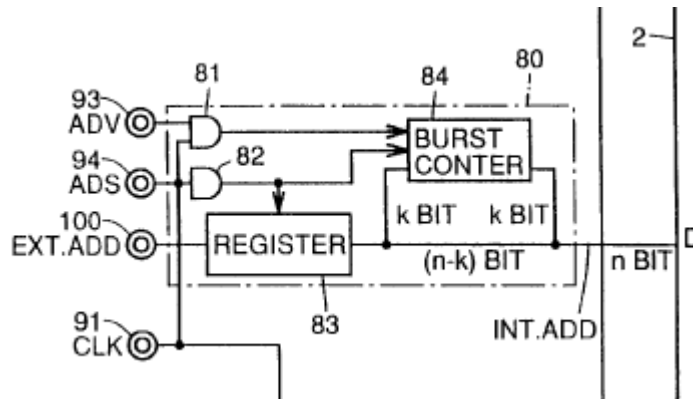 2
81
80
93
84
ADV
BURST
CONTER
94
82
ADS
100
k BIT
k BIT
EXT.ADD
REGISTER
D
(n-k) BIT
n BIT
83
INT.ADD
91
CLK